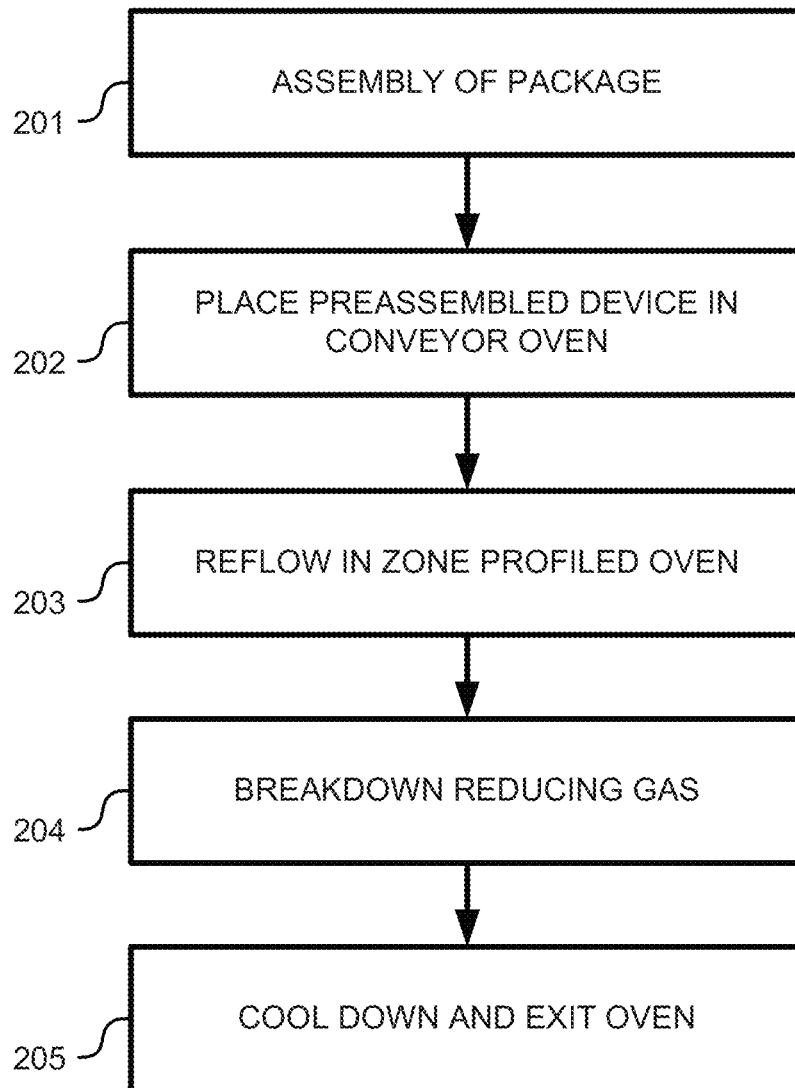 ASSEMBLY OF PACKAGE
201
PLACE PREASSEMBLED DEVICE IN
CONVEYOR OVEN
202
REFLOW IN ZONE PROFILED OVEN
203
BREAKDOWN REDUCING GAS
204
COOL DOWN AND EXIT OVEN
205